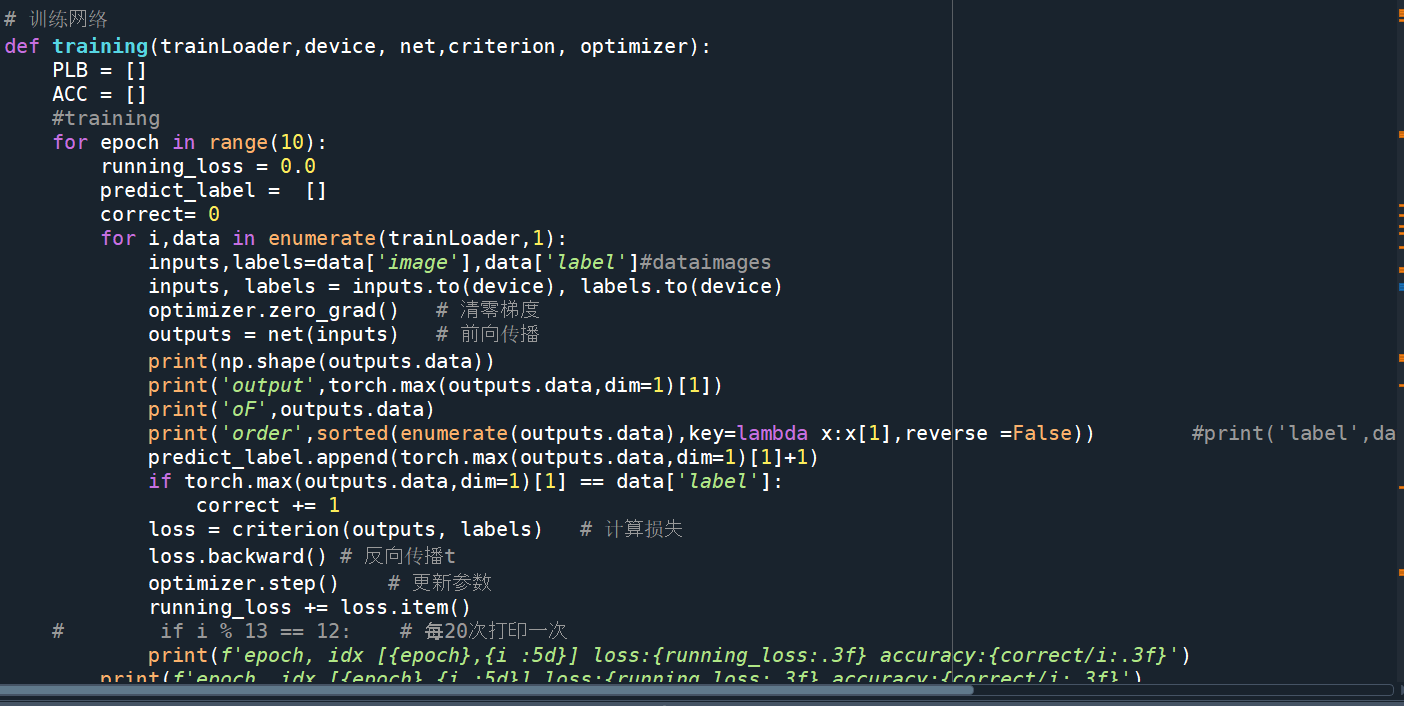 # 训练网络
def training(trainLoader,device, net,criterion, optimizer):
    PLB = []
    ACC = []
    #training
    for epoch in range(10):
        running_loss = 0.0
        predict_label =  []
        correct= 0
        for i,data in enumerate(trainLoader,1):
            inputs,labels=data['image'],data['label']#dataimages
            inputs, labels = inputs.to(device), labels.to(device)
            optimizer.zero_grad()   # 清零梯度
            outputs = net(inputs)   # 前向传播
            print(np.shape(outputs.data))
            print('output',torch.max(outputs.data,dim=1)[1])
            print('oF',outputs.data)
            print('order',sorted(enumerate(outputs.data),key=lambda x:x[1],reverse =False))        #print('label',da
            predict_label.append(torch.max(outputs.data,dim=1)[1]+1)
            if torch.max(outputs.data,dim=1)[1] == data['label']:
                correct += 1
            loss = criterion(outputs, labels)   # 计算损失
            loss.backward() # 反向传播t
            optimizer.step()    # 更新参数
            running_loss += loss.item()
    #        if i % 13 == 12:    # 每20次打印一次
            print(f'epoch, idx [{epoch},{i :5d}] loss:{running_loss:.3f} accuracy:{correct/i:.3f}')
        print(f'epoch, idx [{epoch},{i :5d}] loss:{running_loss:.3f} accuracy:{correct/i:.3f}')